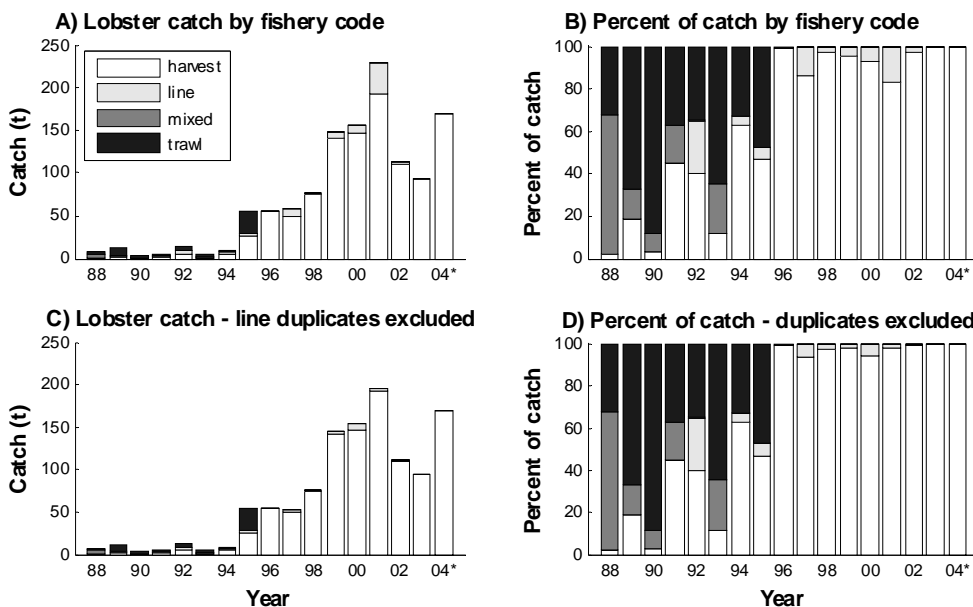 A) Lobster catch by fishery code
250
200
150
100
50
0
Catch (t)
harvest
line
mixed
trawl
88 90 92 94 96 98 00 02 04*
B) Percent of catch by fishery code
100
80
60
40
20
0
Percent of catch
88 90 92 94 96 98 00 02 04*
C) Lobster catch - line duplicates excluded
250
200
150
100
50
0
Catch (t)
88 90 92 94 96 98 00 02 04*
Year
D) Percent of catch - duplicates excluded
100
80
60
40
20
0
Percent of catch
88 90 92 94 96 98 00 02 04*
Year